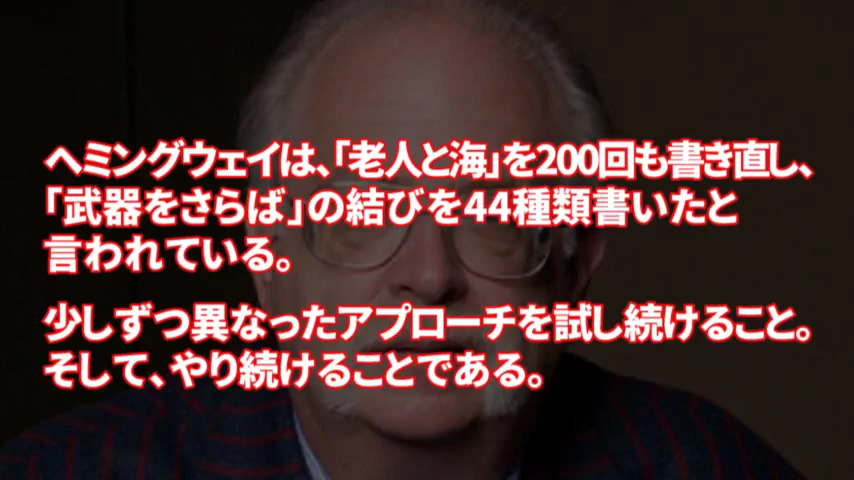 ヘミングウェイは、「老人と海」を200回も書き直し、
「武器をさらば」の結びを44種類書いたと
言われている。
少しずつ異なったアプローチを試し続けること。
そして、やり続けることである。